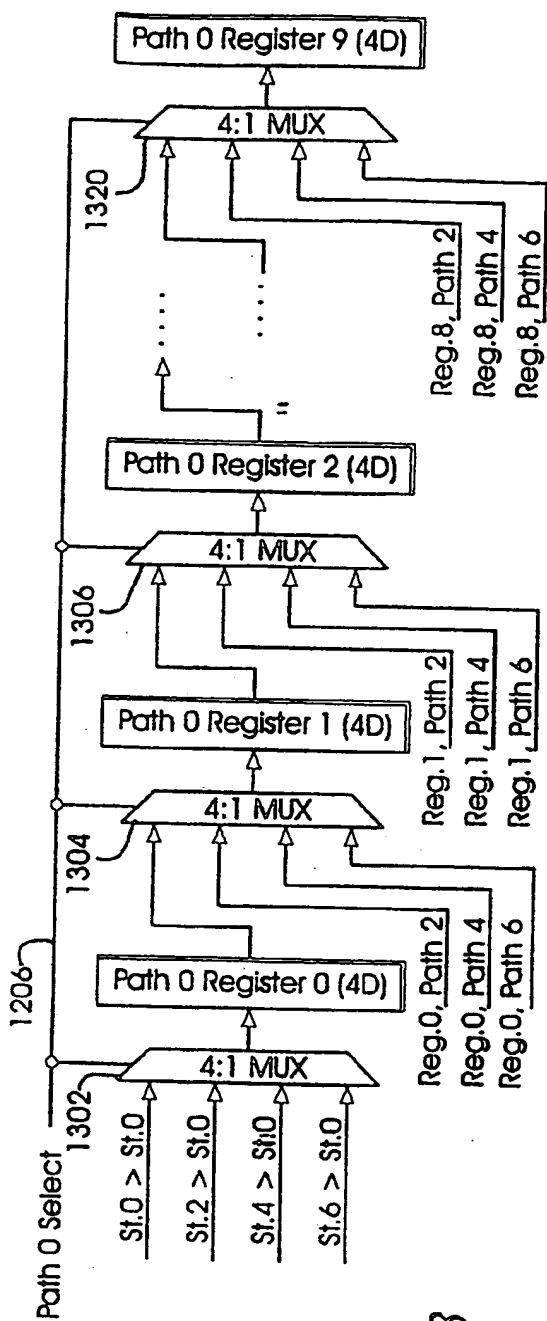 Path 0 Select
1206
1302
1304
1306
1320
St.0 > St.0
St.2 > St.0
St.4 > St.0
St.6 > St.0
4:1 MUX
Path 0 Register 0 (4D)
Reg.0, Path 2
Reg.0, Path 4
Reg.0, Path 6
4:1 MUX
Path 0 Register 1 (4D)
Reg.1, Path 2
Reg.1, Path 4
Reg.1, Path 6
4:1 MUX
Path 0 Register 2 (4D)
=
.....
.....
Reg.8, Path 2
Reg.8, Path 4
Reg.8, Path 6
4:1 MUX
Path 0 Register 9 (4D)